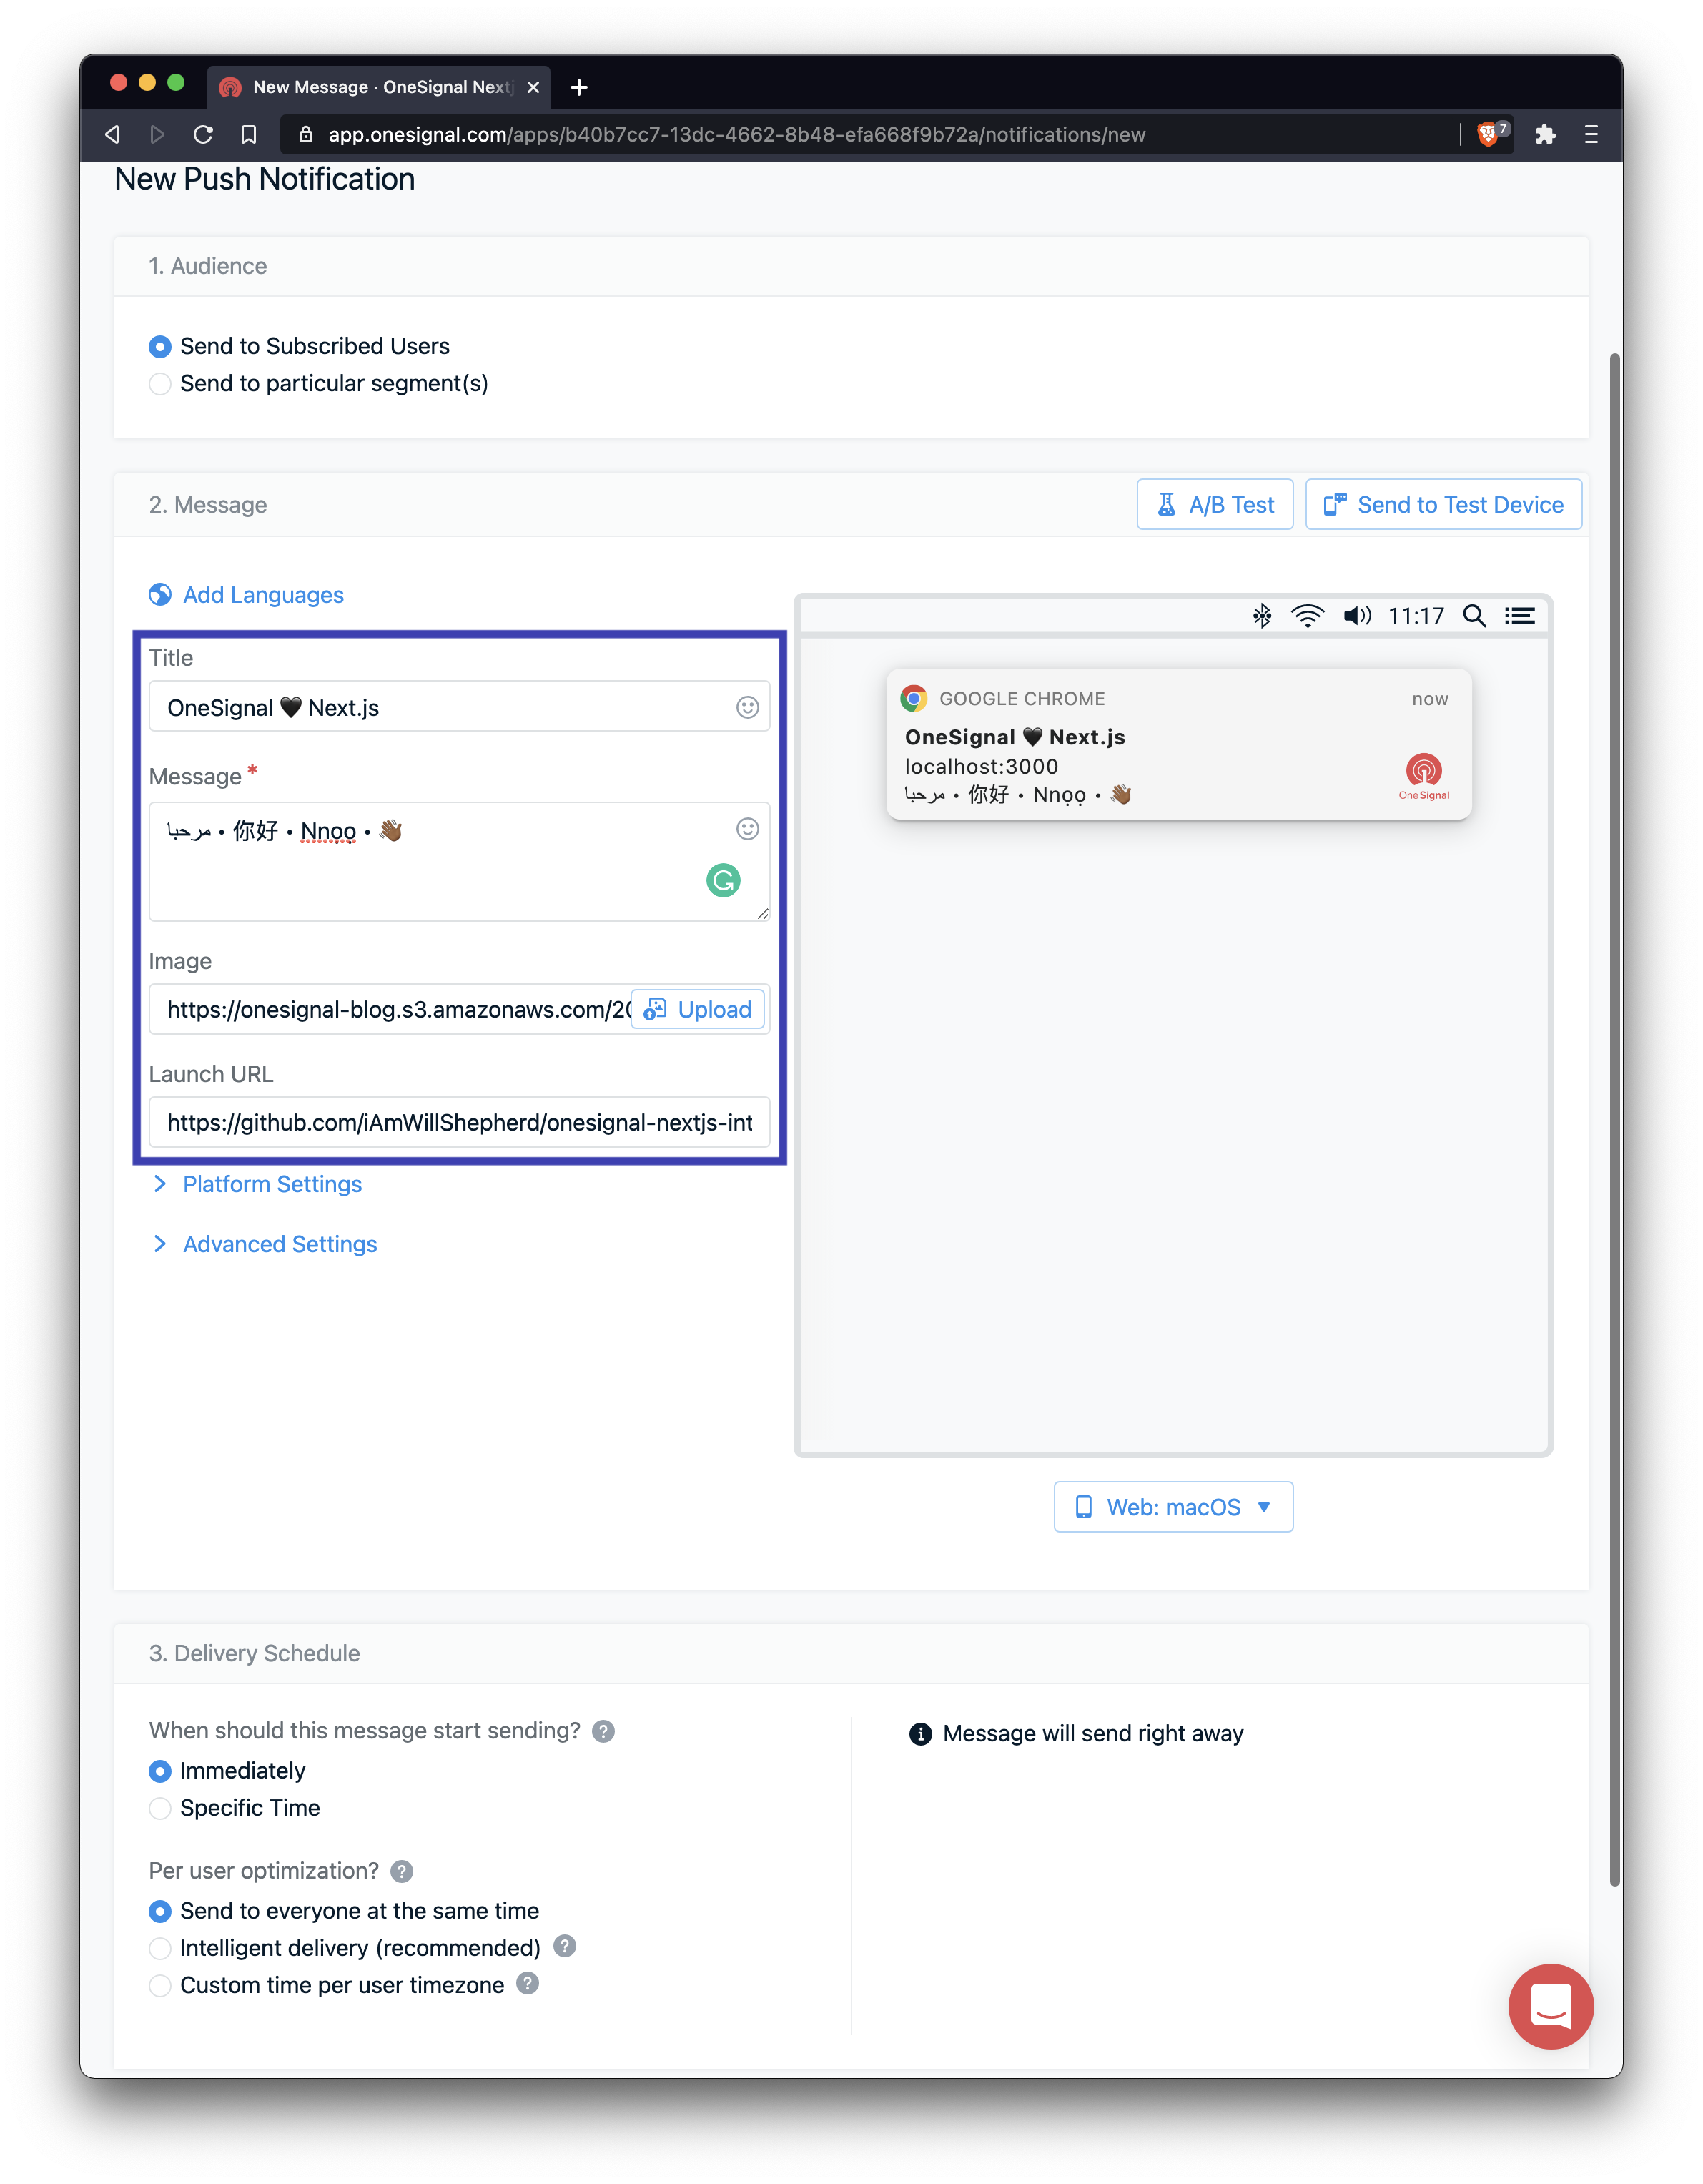 New Message · OneSignal Nextj
app.onesignal.com/apps/b40b7cc7-13dc-4662-8b48-efa668f9b72a/notifications/new
7
New Push Notification
1. Audience
Send to Subscribed Users
Send to particular segment(s)
2. Message
A/B Test
Send to Test Device
Add Languages
Title
OneSignal 🖤 Next.js
Message *
مرحبا • 你好 • Nnọọ • 👋🏾
Image
https://onesignal-blog.s3.amazonaws.com/20
Upload
Launch URL
https://github.com/iAmWillShepherd/onesignal-nextjs-int
Platform Settings
Advanced Settings
11:17
GOOGLE CHROME
now
OneSignal 🖤 Next.js
localhost:3000
مرحبا • 你好 • Nnọọ • 👋🏾
OneSignal
Web: macOS
3. Delivery Schedule
When should this message start sending? ?
Immediately
Specific Time
Per user optimization? ?
Send to everyone at the same time
Intelligent delivery (recommended) ?
Custom time per user timezone ?
Message will send right away